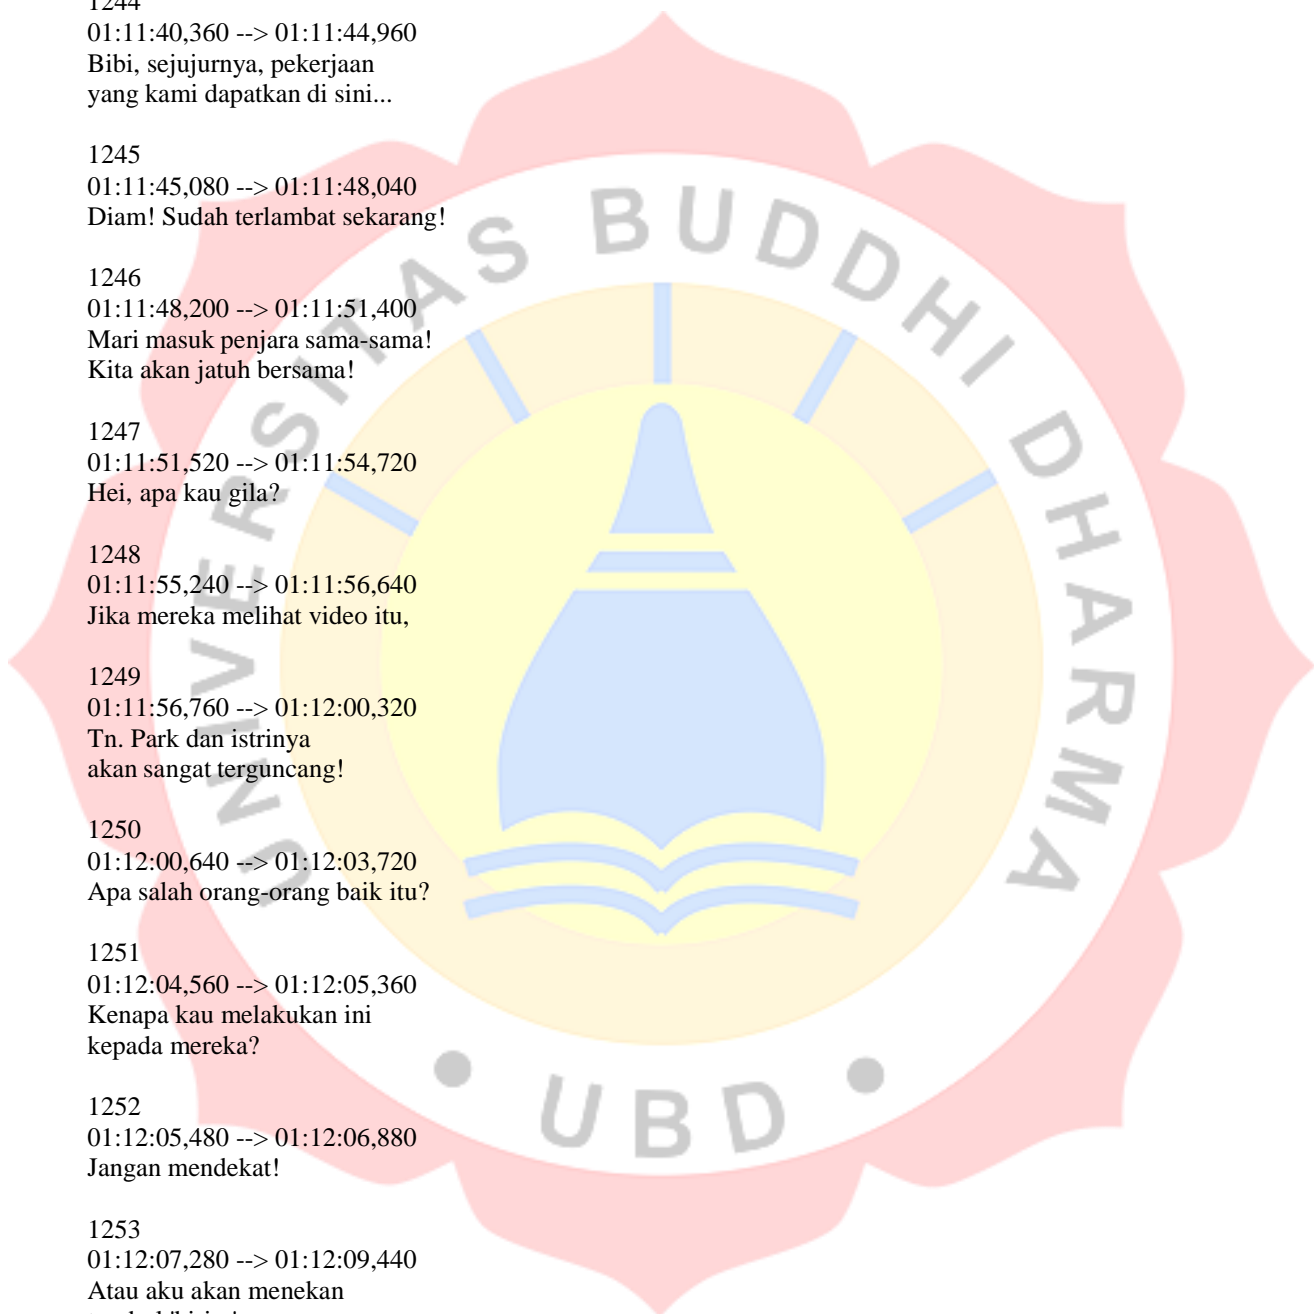 1244
01:11:40,360 --> 01:11:44,960
Bibi, sejujurnya, pekerjaan
yang kami dapatkan di sini...
1245
01:11:45,080 --> 01:11:48,040
Diam! Sudah terlambat sekarang!
1246
01:11:48,200 --> 01:11:51,400
Mari masuk penjara sama-sama!
Kita akan jatuh bersama!
1247
01:11:51,520 --> 01:11:54,720
Hei, apa kau gila?
1248
01:11:55,240 --> 01:11:56,640
Jika mereka melihat video itu,
1249
01:11:56,760 --> 01:12:00,320
Tn. Park dan istrinya
akan sangat terguncang!
1250
01:12:00,640 --> 01:12:03,720
Apa salah orang-orang baik itu?
1251
01:12:04,560 --> 01:12:05,360
Kenapa kau melakukan ini
kepada mereka?
1252
01:12:05,480 --> 01:12:06,880
Jangan mendekat!
1253
01:12:07,280 --> 01:12:09,440
Atau aku akan menekan
UNIVERSITAS BUDDHI DHARMA
• UBD •